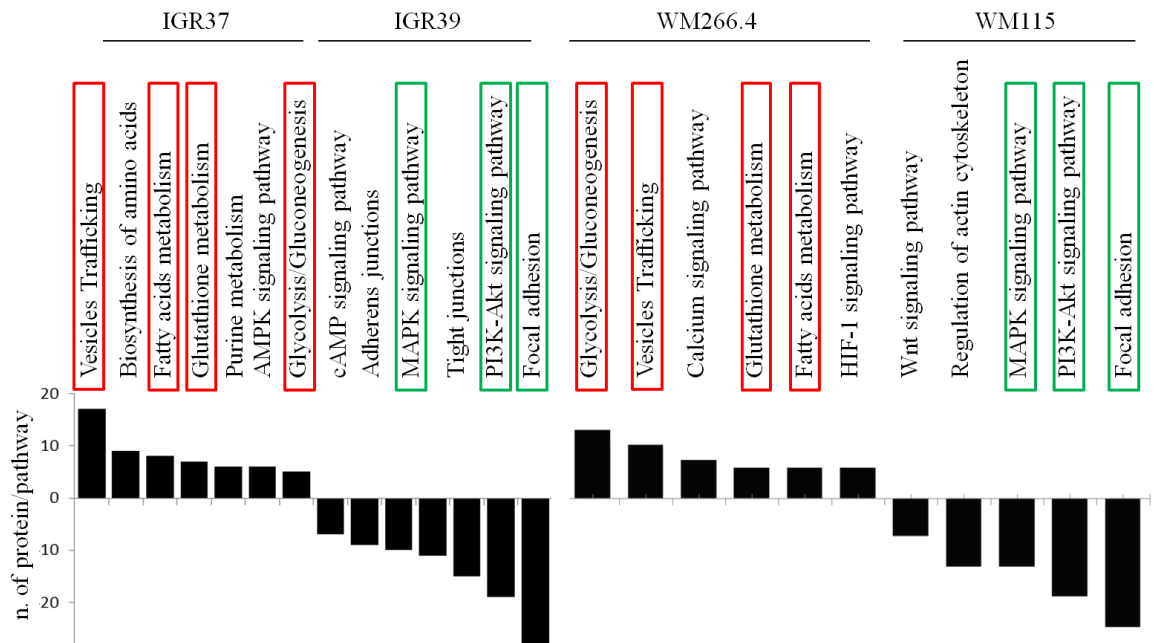 IGR37
IGR39
WM266.4
WM115
Vesicles Trafficking
Biosynthesis of amino acids
Fatty acids metabolism
Glutathione metabolism
Purine metabolism
AMPK signaling pathway
Glycolysis/Gluconeogenesis
cAMP signaling pathway
Adherens junctions
MAPK signaling pathway
Tight junctions
PI3K-Akt signaling pathway
Focal adhesion
Glycolysis/Gluconeogenesis
Vesicles Trafficking
Calcium signaling pathway
Glutathione metabolism
Fatty acids metabolism
HIF-1 signaling pathway
Wnt signaling pathway
Regulation of actin cytoskeleton
MAPK signaling pathway
PI3K-Akt signaling pathway
Focal adhesion
n. of protein/pathway
20
10
0
-10
-20